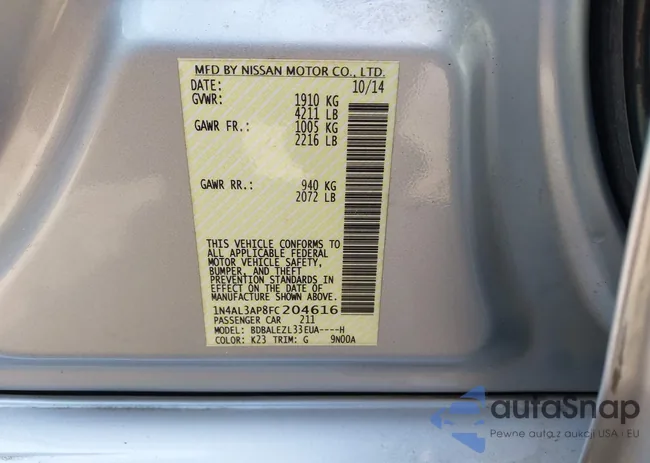 MFD BY NISSAN MOTOR CO., LTD.
DATE: 10/14
GVWR: 1910 KG
4211 LB
GAWR FR.: 1005 KG
2216 LB
GAWR RR.: 940 KG
2072 LB
THIS VEHICLE CONFORMS TO
ALL APPLICABLE FEDERAL
MOTOR VEHICLE SAFETY,
BUMPER, AND THEFT
PREVENTION STANDARDS IN
EFFECT ON THE DATE OF
MANUFACTURE SHOWN ABOVE.
1N4AL3AP8FC204616
PASSENGER CAR 211
MODEL: BDBALEZL33EUA----H
COLOR: K23 TRIM: G 9N00A
autaSnap
Pewne auta z aukcji USA i EU